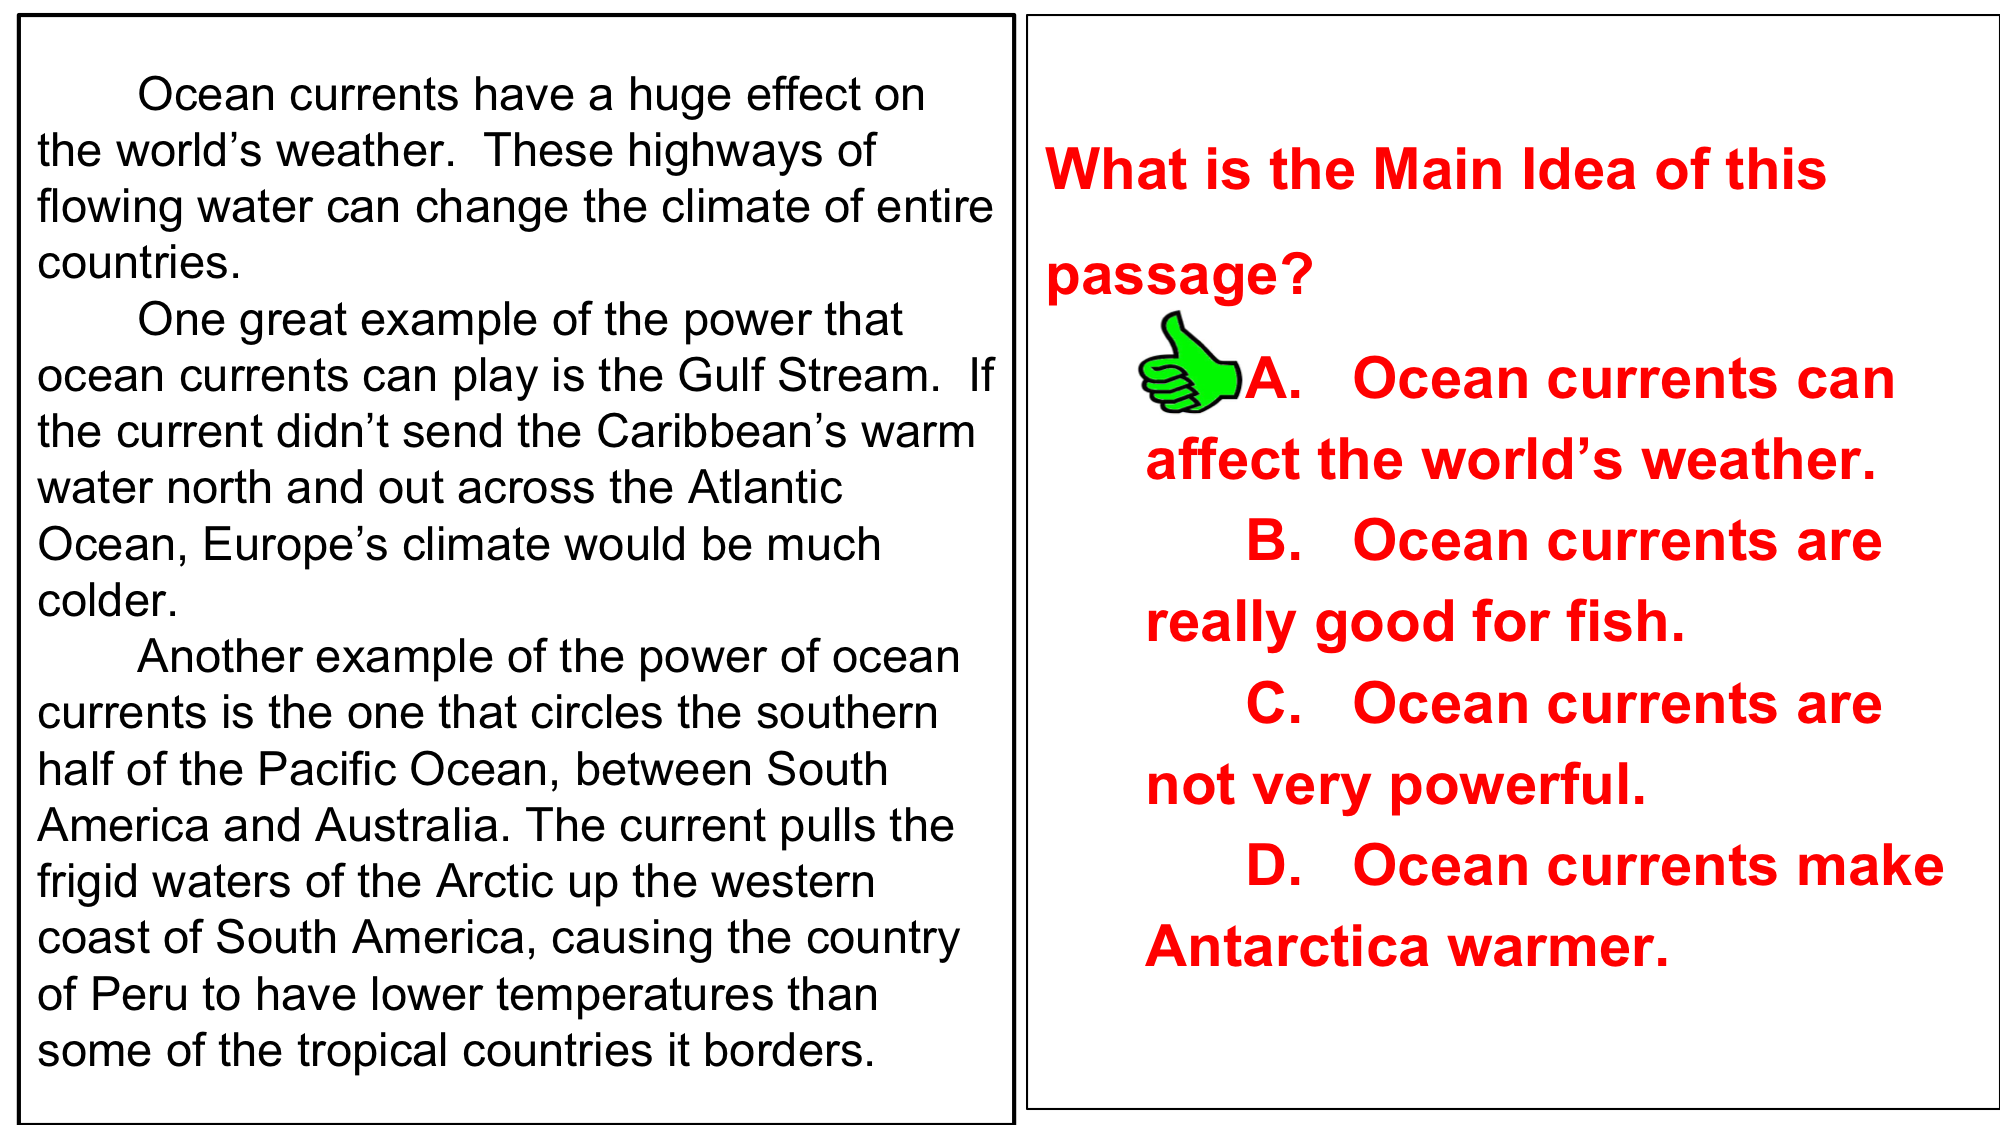 Ocean currents have a huge effect on
the world’s weather.  These highways of
flowing water can change the climate of entire
countries.
One great example of the power that
ocean currents can play is the Gulf Stream.  If
the current didn’t send the Caribbean’s warm
water north and out across the Atlantic
Ocean, Europe’s climate would be much
colder.
Another example of the power of ocean
currents is the one that circles the southern
half of the Pacific Ocean, between South
America and Australia. The current pulls the
frigid waters of the Arctic up the western
coast of South America, causing the country
of Peru to have lower temperatures than
some of the tropical countries it borders.
What is the Main Idea of this
passage?
A.   Ocean currents can
affect the world’s weather.
B.   Ocean currents are
really good for fish.
C.   Ocean currents are
not very powerful.
D.   Ocean currents make
Antarctica warmer.